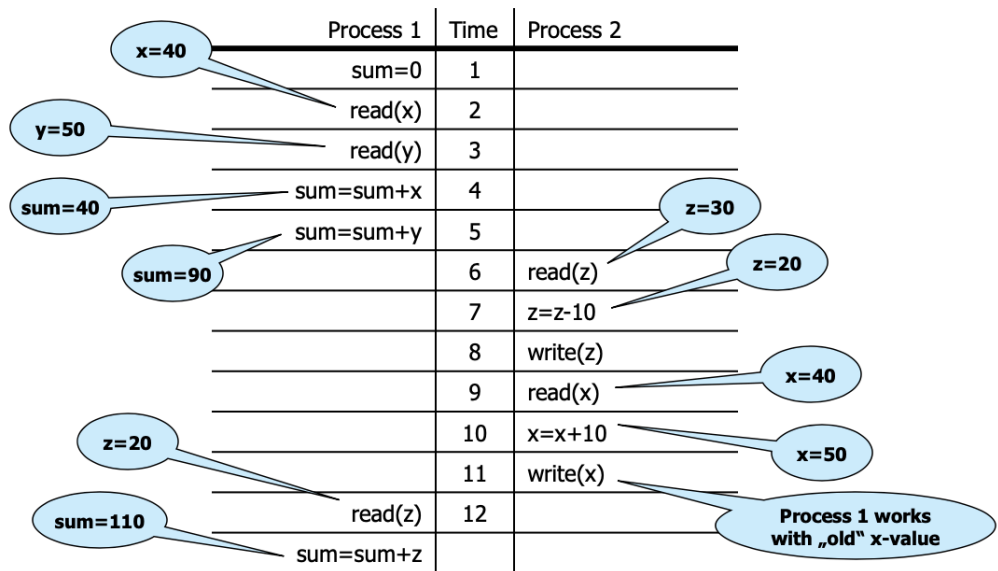 Process 1 Time Process 2
x=40
sum=0 1
read(x) 2
y=50
read(y) 3
sum=sum+x 4
sum=40
z=30
sum=sum+y 5
sum=90
6 read(z)
z=20
7 z=z-10
8 write(z)
x=40
9 read(x)
z=20
10 x=x+10
x=50
11 write(x)
read(z) 12
sum=110
Process 1 works
with „old“ x-value
sum=sum+z